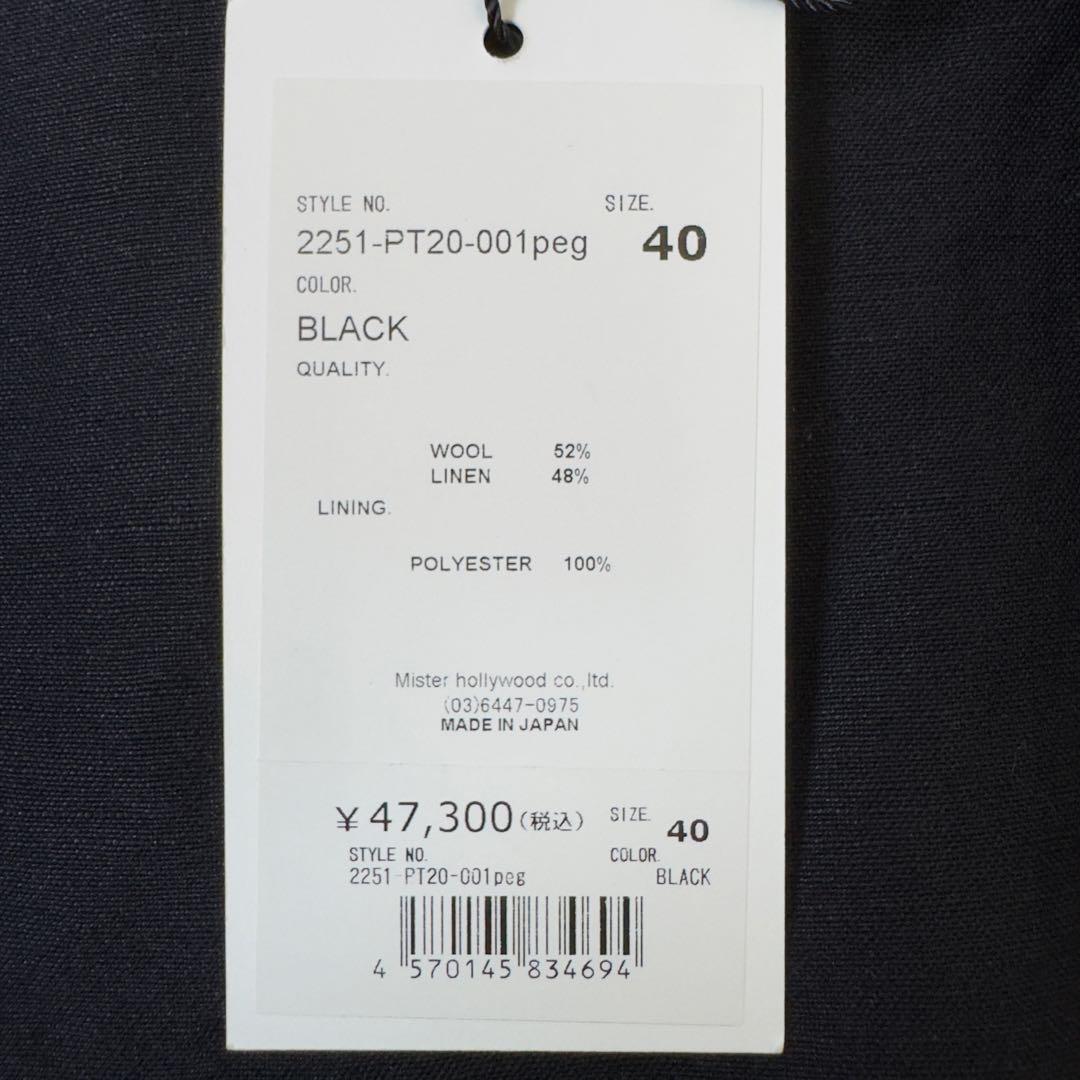 STYLE NO. SIZE.
2251-PT20-001peg 40
COLOR.
BLACK
QUALITY.
WOOL 52%
LINEN 48%
LINING.
POLYESTER 100%
Mister hollywood co.,ltd.
(03)6447-0975
MADE IN JAPAN
¥47,300(税込) SIZE. 40
STYLE NO. COLOR.
2251-PT20-001peg BLACK
4 570145 834694